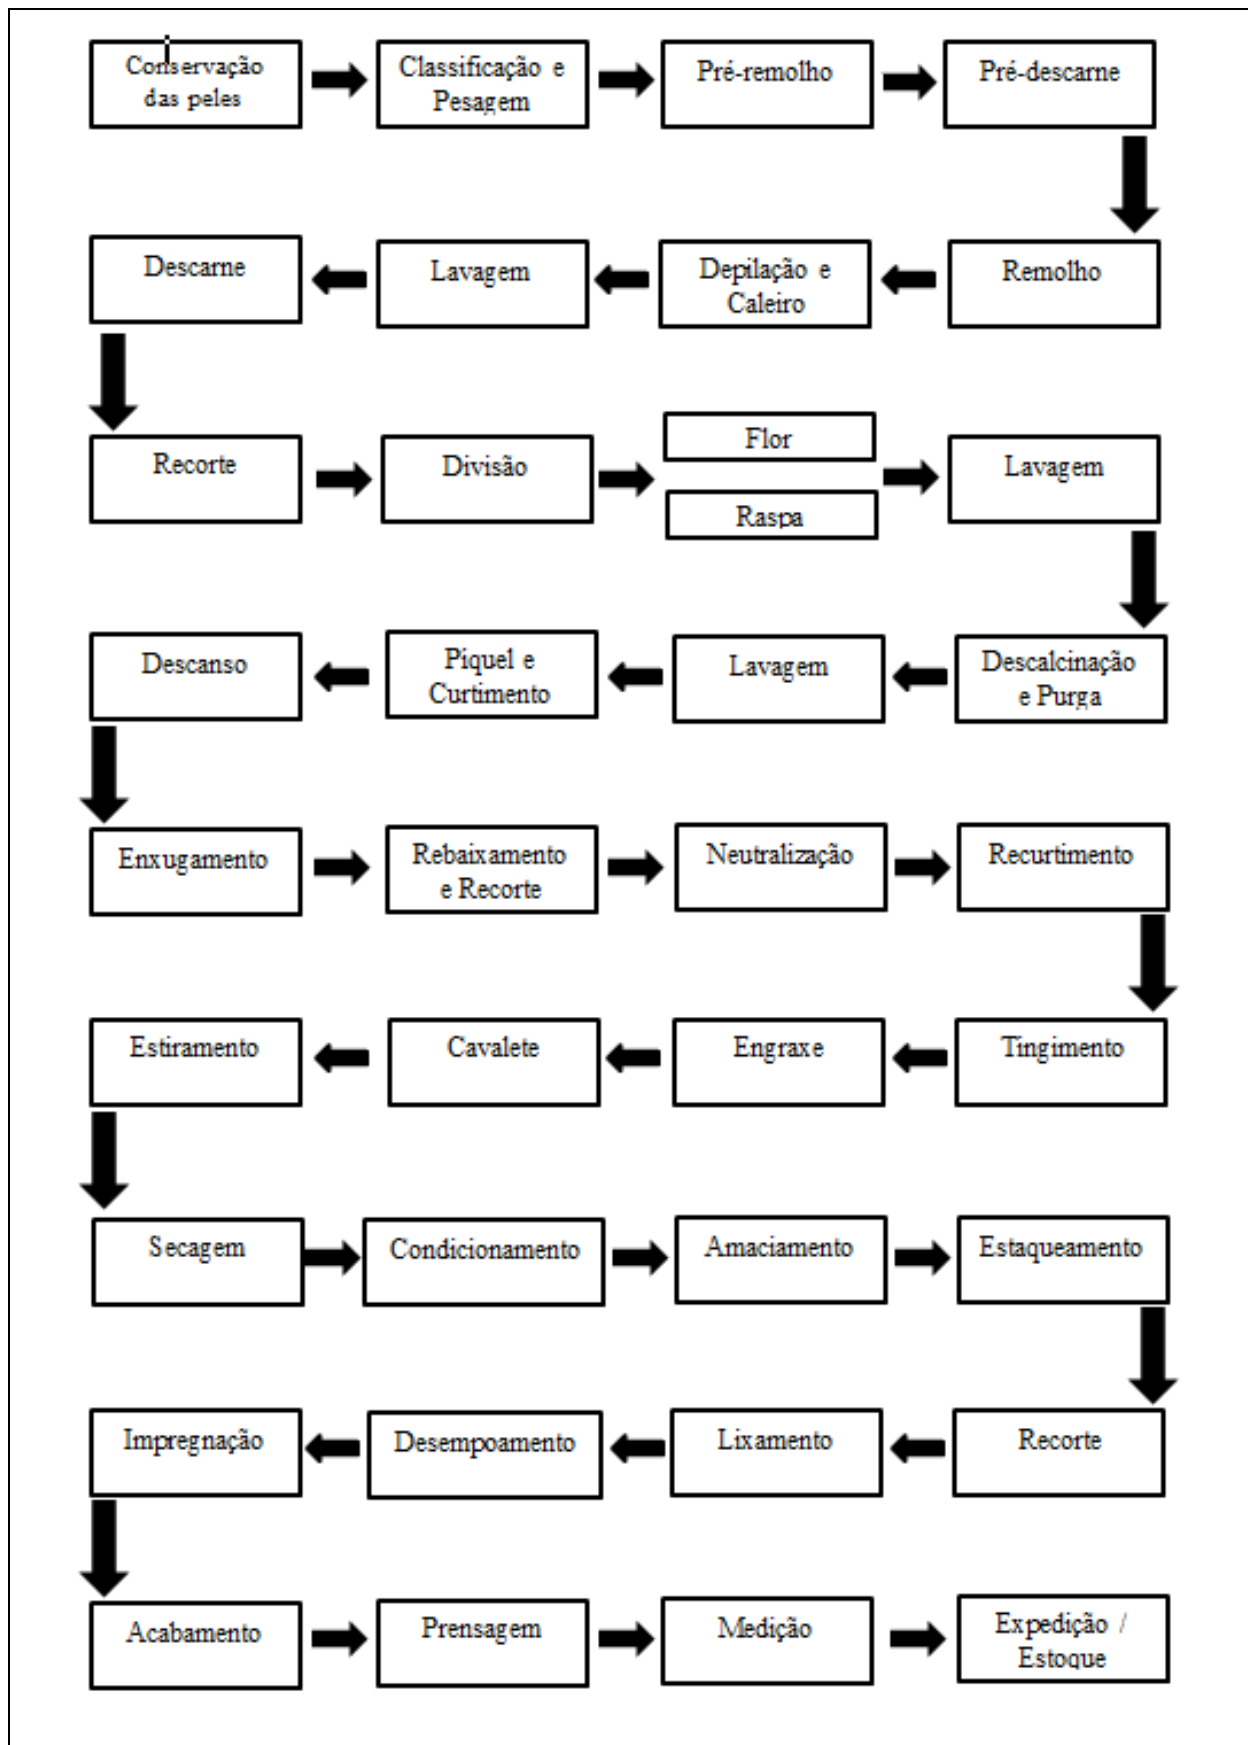 Conservação
das peles
Classificação e
Pesagem
Pré-remolho
Pré-descarne
Descarne
Lavagem
Depilação e
Caleiro
Remolho
Recorte
Divisão
Flor
Raspa
Lavagem
Descanso
Piquel e
Curtimento
Lavagem
Descalcinação
e Purga
Enxugamento
Rebaixamento
e Recorte
Neutralização
Recurtimento
Estiramento
Cavalete
Engraxe
Tingimento
Secagem
Condicionamento
Amaciamento
Estaqueamento
Impregnação
Desempoamento
Lixamento
Recorte
Acabamento
Prensagem
Medição
Expedição /
Estoque